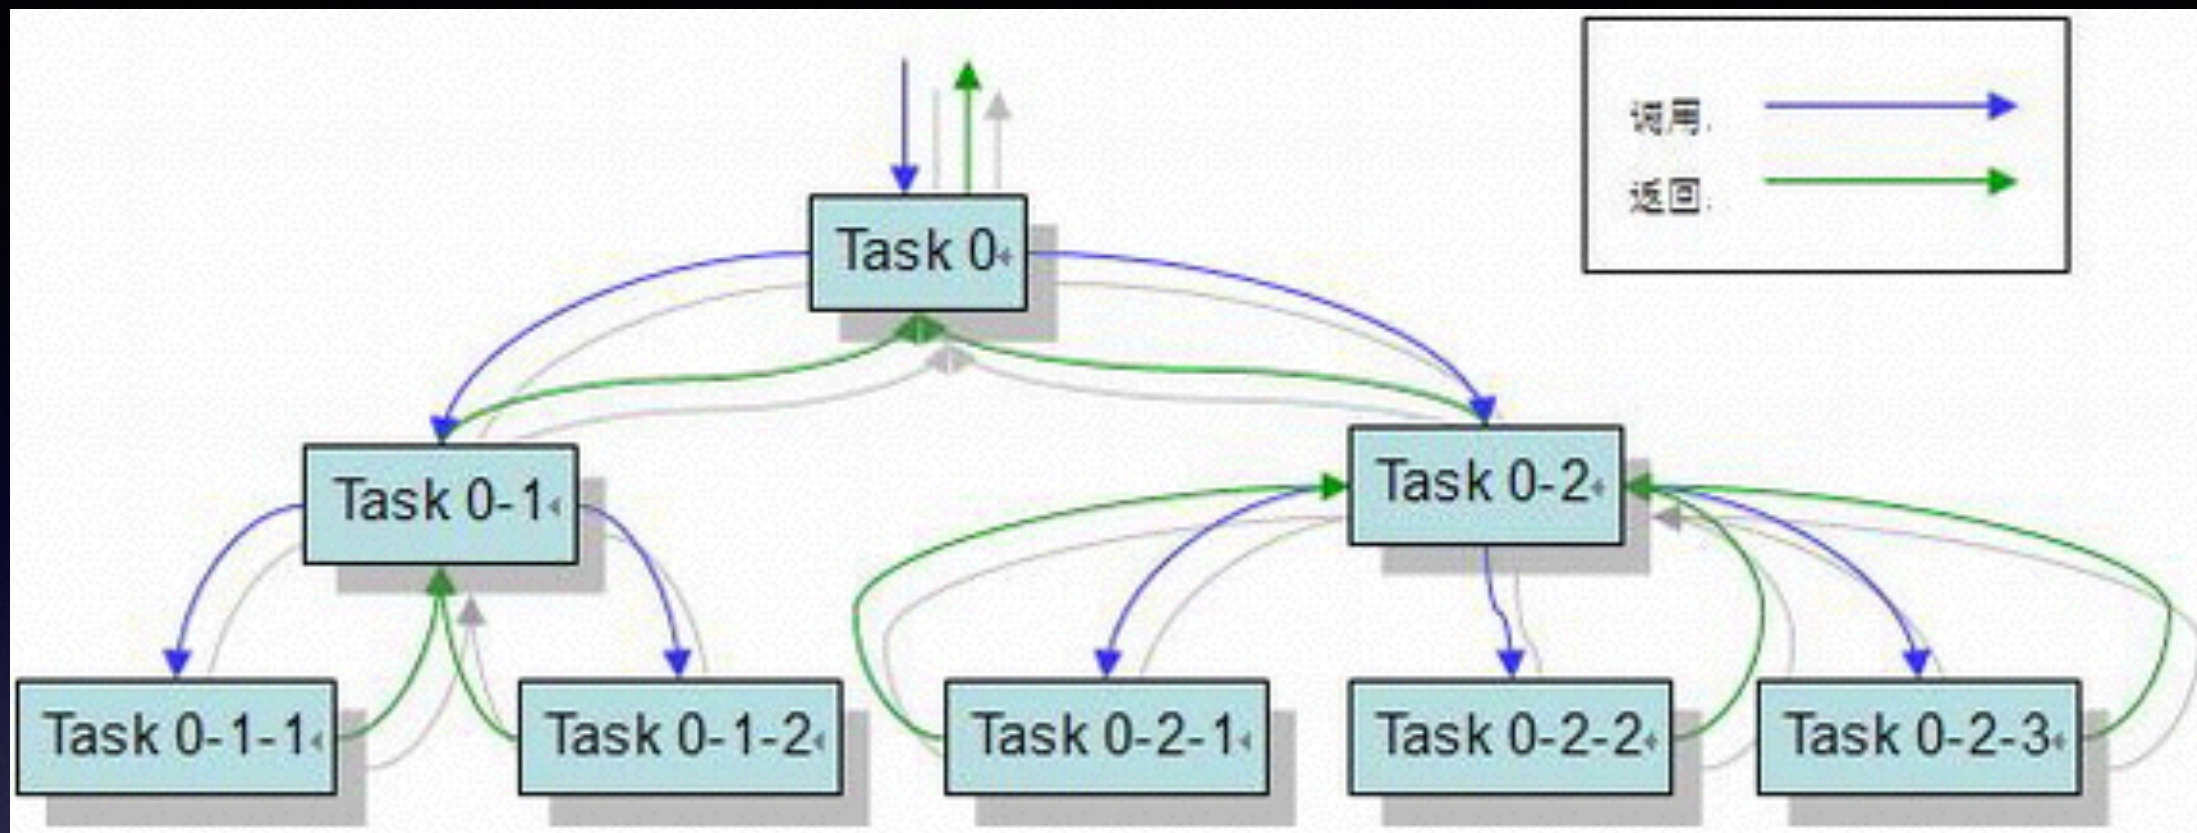 调用:
返回:
Task 0
Task 0-1
Task 0-2
Task 0-1-1
Task 0-1-2
Task 0-2-1
Task 0-2-2
Task 0-2-3